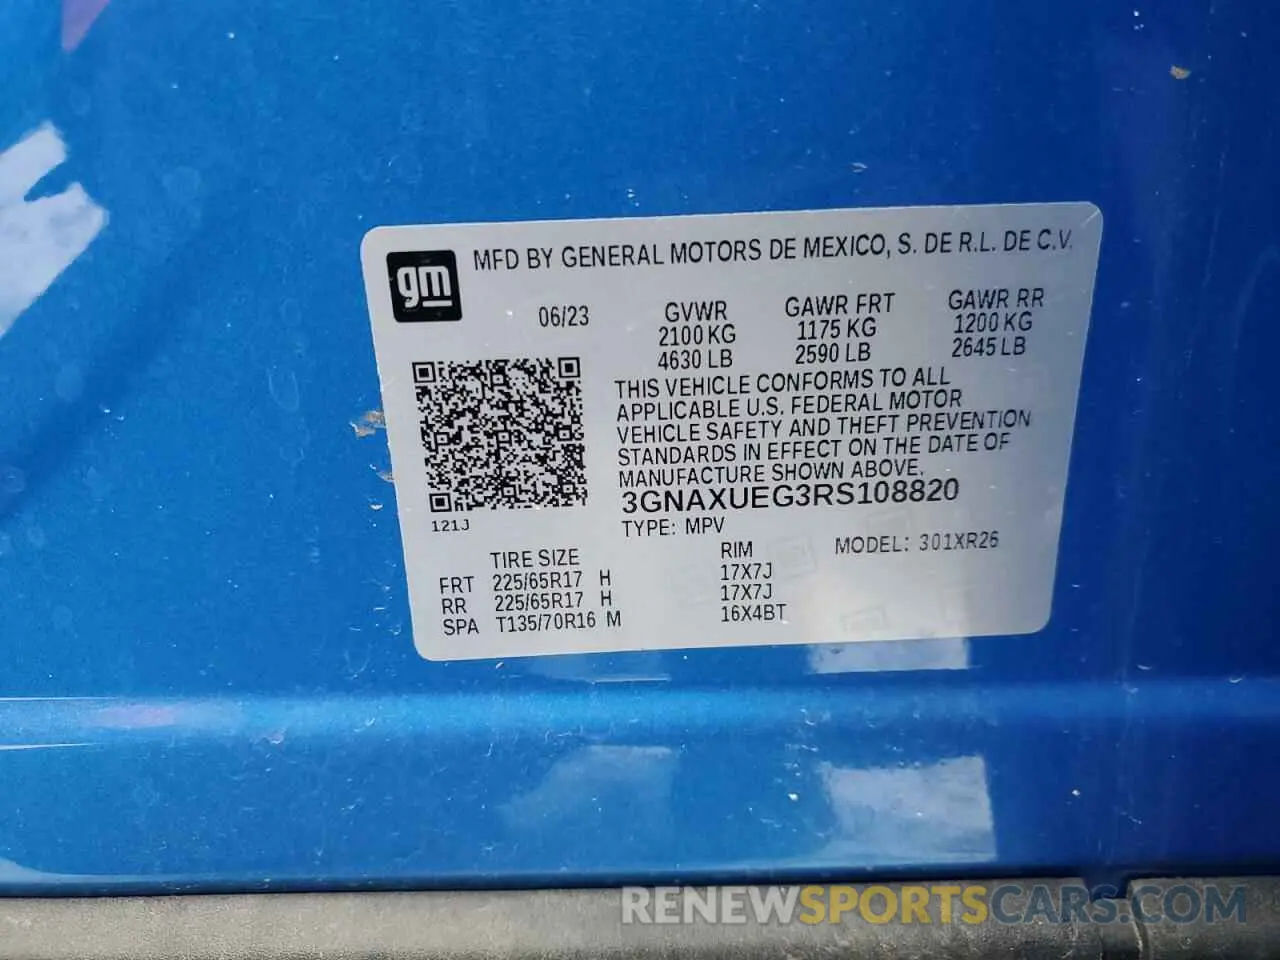 gm
MFD BY GENERAL MOTORS DE MEXICO, S. DE R.L. DE C.V.
06/23
GVWR
2100 KG
4630 LB
GAWR FRT
1175 KG
2590 LB
GAWR RR
1200 KG
2645 LB
THIS VEHICLE CONFORMS TO ALL
APPLICABLE U.S. FEDERAL MOTOR
VEHICLE SAFETY AND THEFT PREVENTION
STANDARDS IN EFFECT ON THE DATE OF
MANUFACTURE SHOWN ABOVE.
3GNAXUEG3RS108820
121J
TYPE: MPV
MODEL: 301XR26
TIRE SIZE RIM
FRT 225/65R17 H 17X7J
RR 225/65R17 H 17X7J
SPA T135/70R16 M 16X4BT
RENEWSPORTSCARS.COM